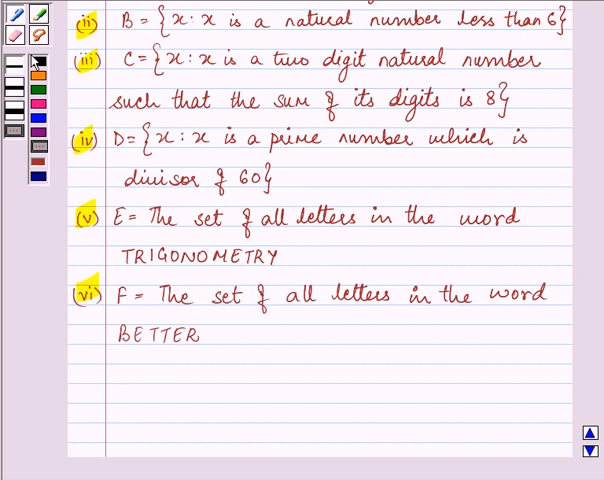 (ii) B = {x : x is a natural number less than 6}
(iii) C = {x : x is a two digit natural number
such that the sum of its digits is 8}
(iv) D = {x : x is a prime number which is
divisor of 60}
(v) E = The set of all letters in the word
TRIGONOMETRY
(vi) F = The set of all letters in the word
BETTER